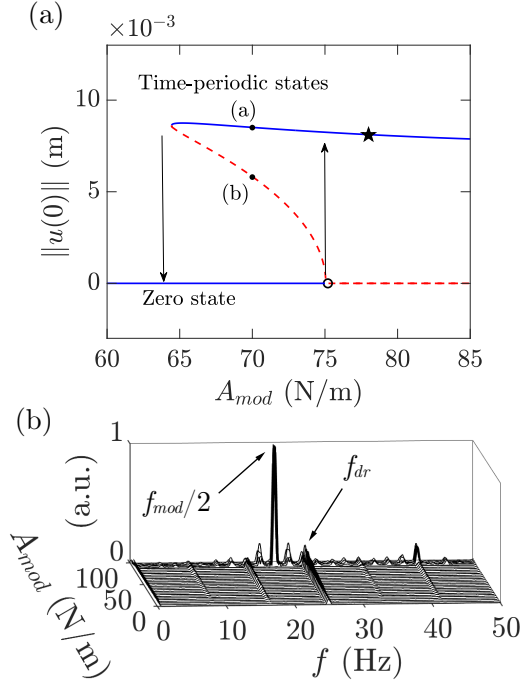 (a)
×10⁻³
10
5
0
||u(0)|| (m)
Time-periodic states
(a)
(b)
Zero state
60 65 70 75 80 85
A_mod (N/m)
(b)
1
0
(a.u.)
f_mod/2
f_dr
100
50
0
A_mod (N/m)
0 10 20 30 40 50
f (Hz)